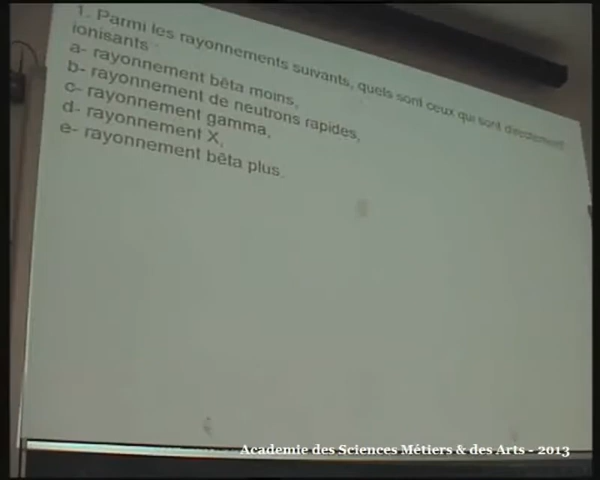 1. Parmi les rayonnements suivants, quels sont ceux qui sont directement
ionisants
a- rayonnement bêta moins,
b- rayonnement de neutrons rapides,
c- rayonnement gamma,
d- rayonnement X,
e- rayonnement bêta plus.
Academie des Sciences Métiers & des Arts - 2013